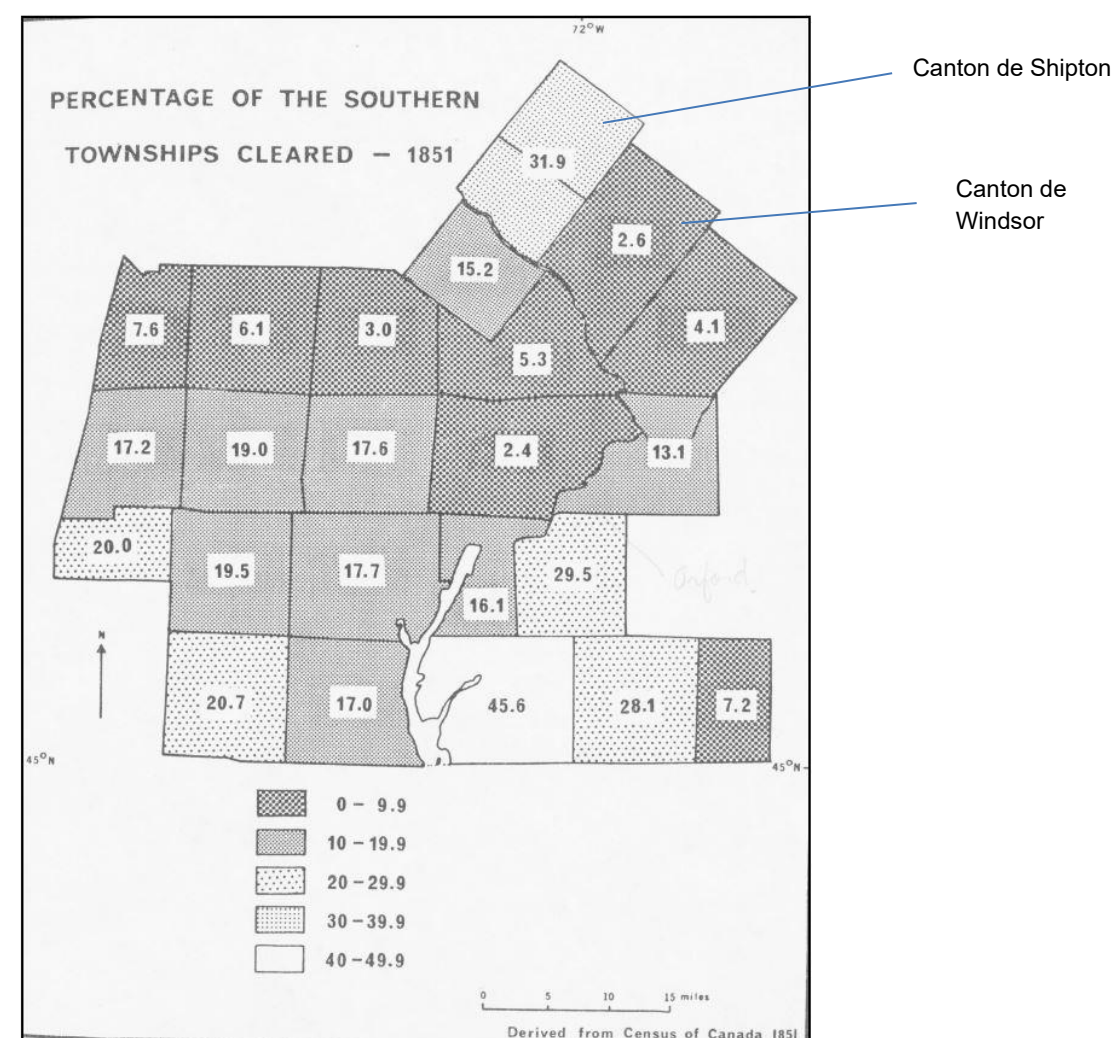 72°W
Canton de Shipton
PERCENTAGE OF THE SOUTHERN
TOWNSHIPS CLEARED – 1851
31.9
Canton de
Windsor
2.6
15.2
7.6
6.1
3.0
4.1
5.3
17.2
19.0
17.6
2.4
13.1
20.0
19.5
17.7
29.5
16.1
Orford
N
20.7
17.0
45.6
28.1
7.2
45°N
45°N
0 – 9.9
10 – 19.9
20 – 29.9
30 – 39.9
40 – 49.9
0 5 10 15 miles
Derived from Census of Canada 1851